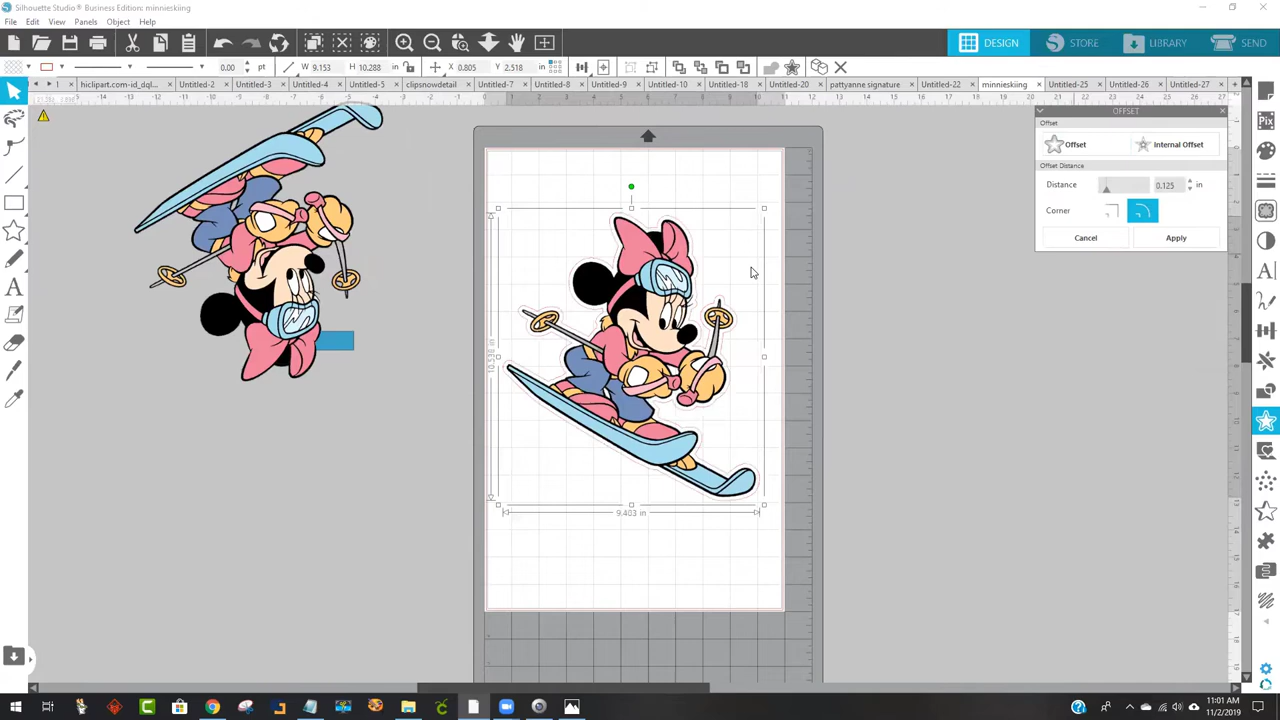 Silhouette Studio® Business Edition: minniesking
File Edit View Panels Object Help
DESIGN STORE LIBRARY SEND
0.00 pt W 9.153 H 10.288 in X 0.805 Y 2.518 in
hiclipart.com-id_dql... Untitled-2 Untitled-3 Untitled-4 Untitled-5 clipsnowdetail Untitled-7 Untitled-8 Untitled-9 Untitled-10 Untitled-18 Untitled-20 pattyanne signature Untitled-22 minniesking Untitled-25 Untitled-26 Untitled-27
OFFSET
Offset
Offset Internal Offset
Offset Distance
Distance 0.125 in
Corner
Cancel Apply
9.403 in
11:01 AM
11/2/2019